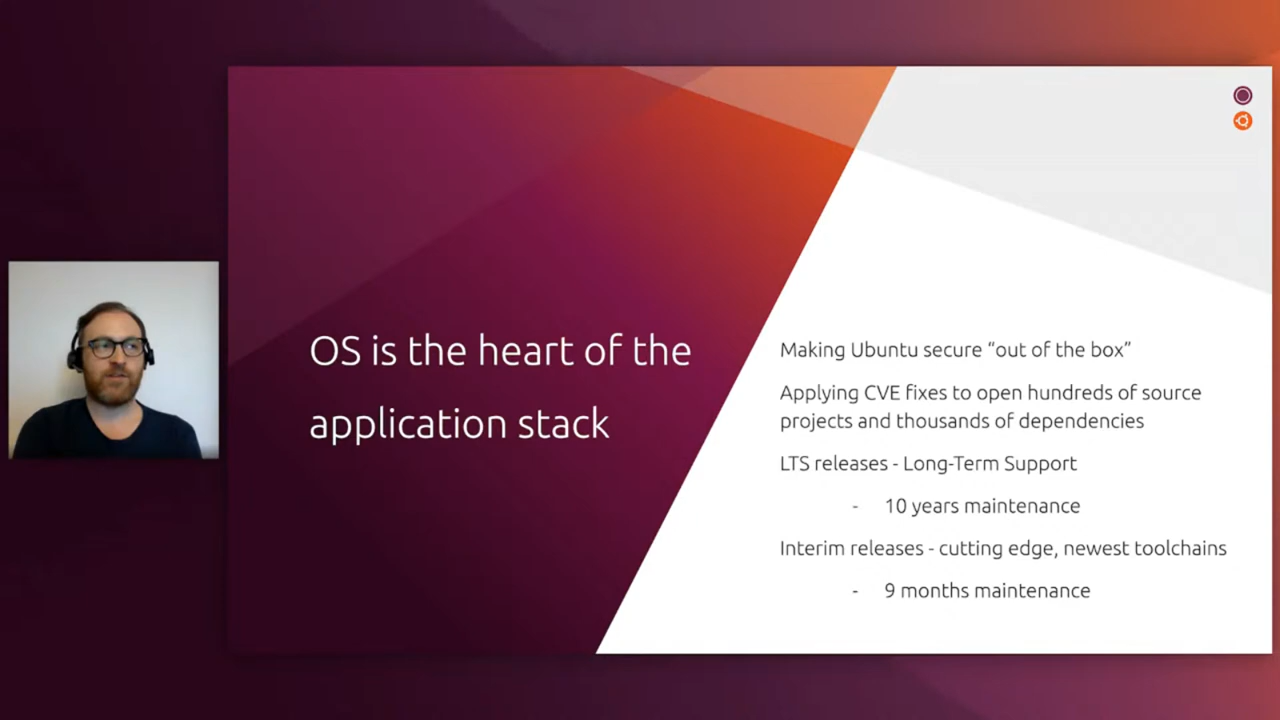 OS is the heart of the
application stack
Making Ubuntu secure “out of the box”
Applying CVE fixes to open hundreds of source
projects and thousands of dependencies
LTS releases - Long-Term Support
- 10 years maintenance
Interim releases - cutting edge, newest toolchains
- 9 months maintenance